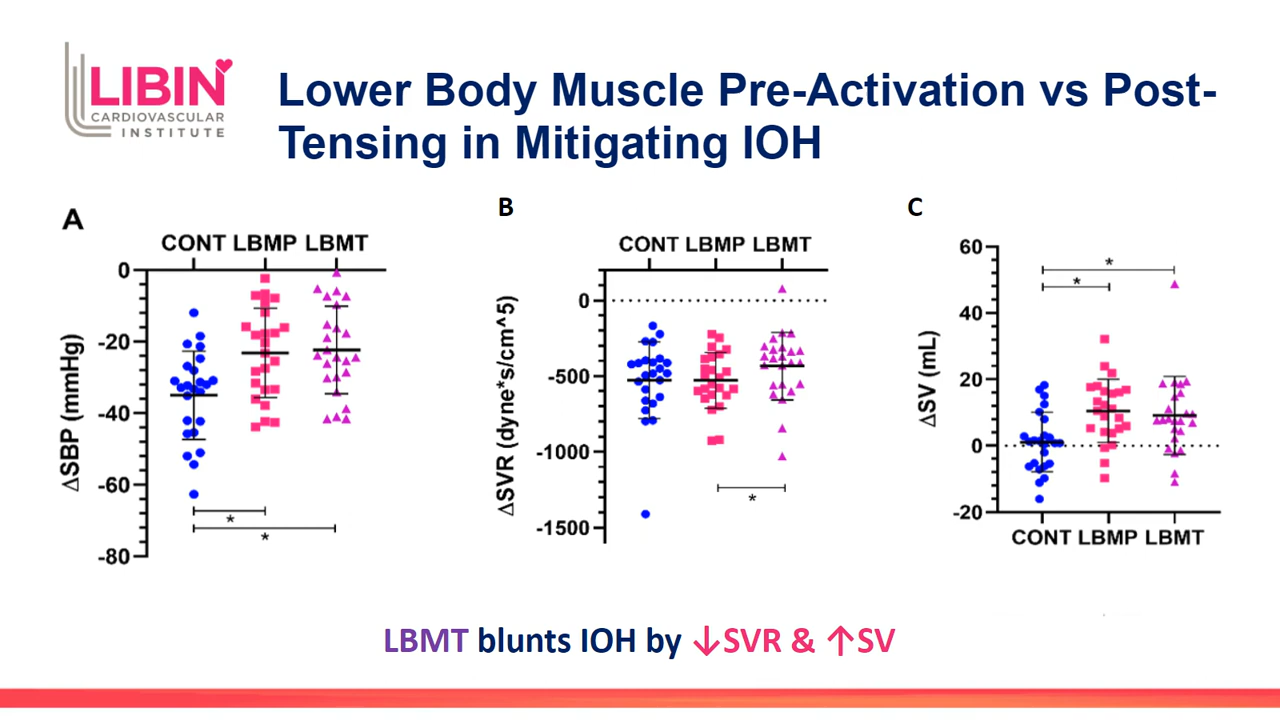 LIBIN
CARDIOVASCULAR
INSTITUTE
Lower Body Muscle Pre-Activation vs Post-
Tensing in Mitigating IOH
A
CONT LBMP LBMT
0
-20
-40
-60
-80
ΔSBP (mmHg)
*
*
B
CONT LBMP LBMT
0
-500
-1000
-1500
ΔSVR (dyne*s/cm^5)
*
C
60
40
20
0
-20
ΔSV (mL)
*
*
CONT LBMP LBMT
LBMT blunts IOH by ↓SVR & ↑SV